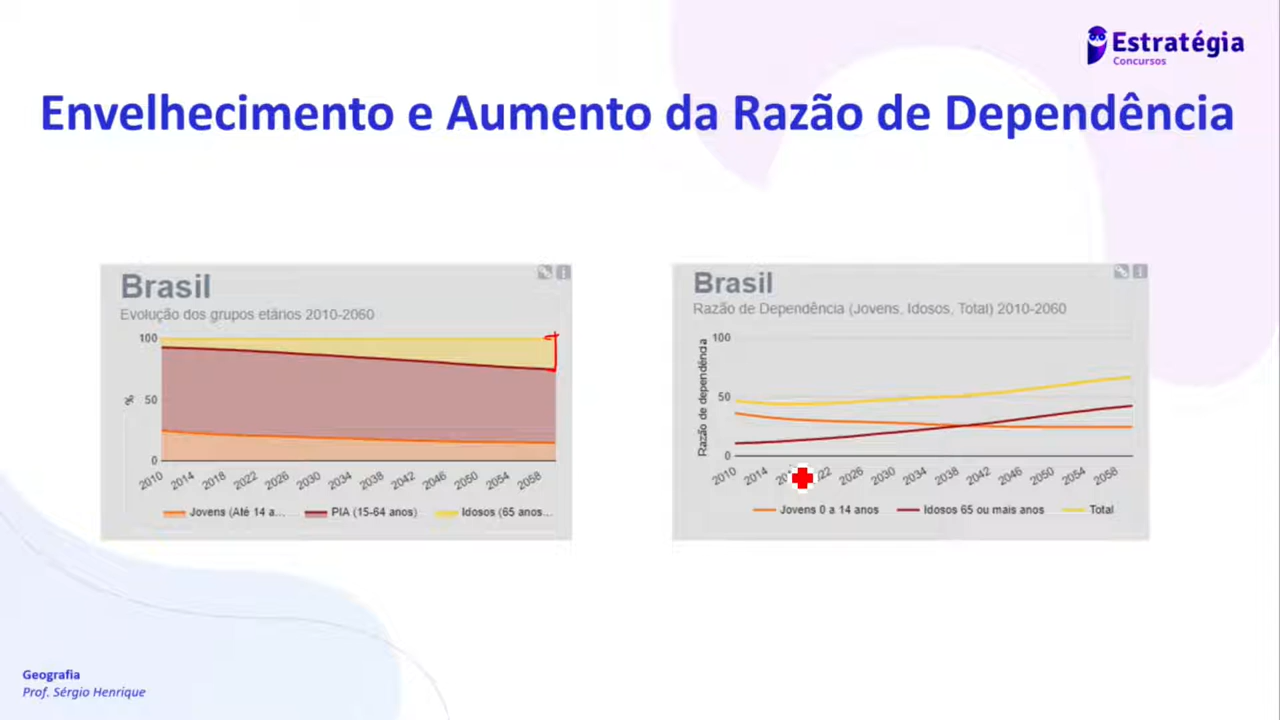 Estratégia
Concursos
Envelhecimento e Aumento da Razão de Dependência
Brasil
Evolução dos grupos etários 2010-2060
100
50
0
%
2010 2014 2018 2022 2026 2030 2034 2038 2042 2046 2050 2054 2058
Jovens (Até 14 a... PIA (15-64 anos) Idosos (65 anos...
Brasil
Razão de Dependência (Jovens, Idosos, Total) 2010-2060
100
50
0
Razão de dependência
2010 2014 22 2026 2030 2034 2038 2042 2046 2050 2054 2058
Jovens 0 a 14 anos Idosos 65 ou mais anos Total
Geografia
Prof. Sérgio Henrique